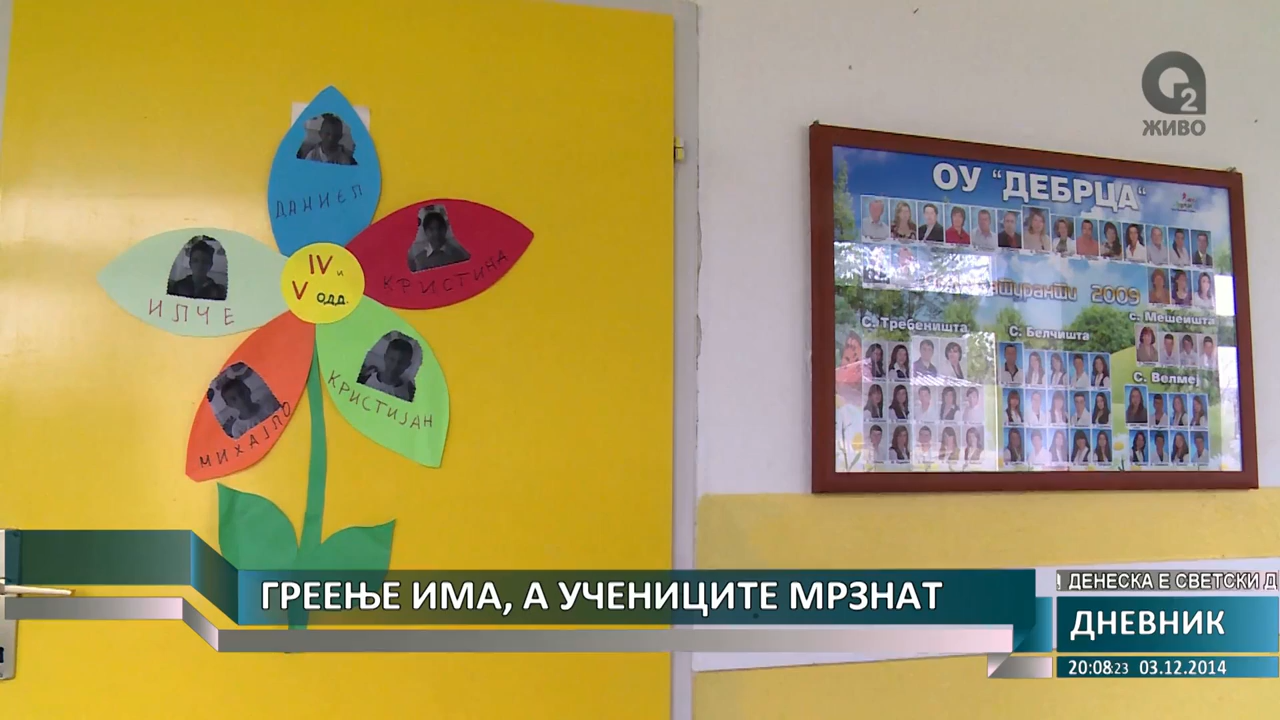 2
ЖИВО
ДАНИЕЛ
КРИСТИНА
ИЛЧЕ
IV и
V ОДД.
КРИСТИЈАН
МИХАЈЛО
ОУ “ДЕБРЦА“
2009
с. Требеништа
с. Белчишта
с. Мешеишта
с. Велмеј
ГРЕЕЊЕ ИМА, А УЧЕНИЦИТЕ МРЗНАТ
ДЕНЕСКА Е СВЕТСКИ
ДНЕВНИК
20:08:23 03.12.2014